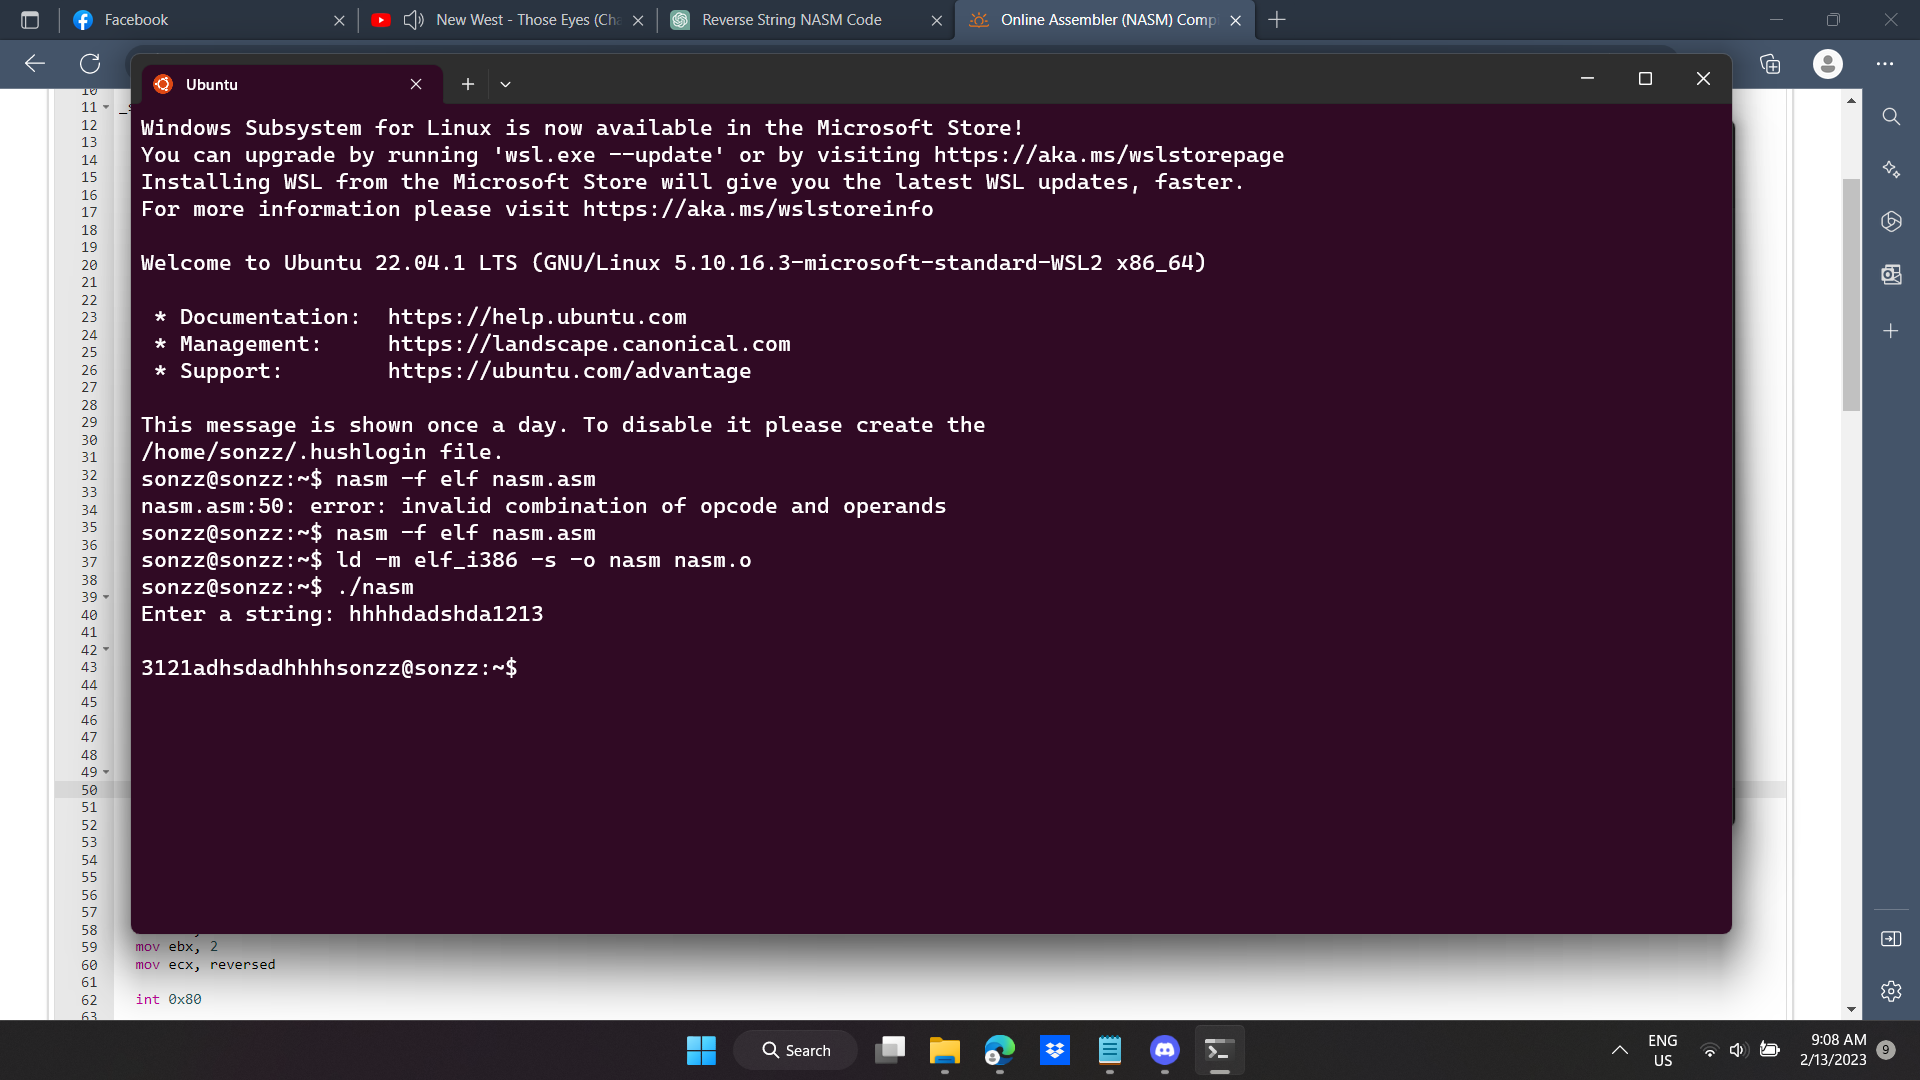 Facebook
New West - Those Eyes (Cha
Reverse String NASM Code
Online Assembler (NASM) Comp
Ubuntu
Windows Subsystem for Linux is now available in the Microsoft Store!
You can upgrade by running 'wsl.exe --update' or by visiting https://aka.ms/wslstorepage
Installing WSL from the Microsoft Store will give you the latest WSL updates, faster.
For more information please visit https://aka.ms/wslstoreinfo
Welcome to Ubuntu 22.04.1 LTS (GNU/Linux 5.10.16.3-microsoft-standard-WSL2 x86_64)
* Documentation: https://help.ubuntu.com
* Management: https://landscape.canonical.com
* Support: https://ubuntu.com/advantage
This message is shown once a day. To disable it please create the
/home/sonzz/.hushlogin file.
sonzz@sonzz:~$ nasm -f elf nasm.asm
nasm.asm:50: error: invalid combination of opcode and operands
sonzz@sonzz:~$ nasm -f elf nasm.asm
sonzz@sonzz:~$ ld -m elf_i386 -s -o nasm nasm.o
sonzz@sonzz:~$ ./nasm
Enter a string: hhhhdadshda1213
3121adhsdadhhhhsonzz@sonzz:~$
10
11
12
13
14
15
16
17
18
19
20
21
22
23
24
25
26
27
28
29
30
31
32
33
34
35
36
37
38
39
40
41
42
43
44
45
46
47
48
49
50
51
52
53
54
55
56
57
58
59 mov ebx, 2
60 mov ecx, reversed
61
62 int 0x80
63
Search
ENG
US
9:08 AM
2/13/2023
9